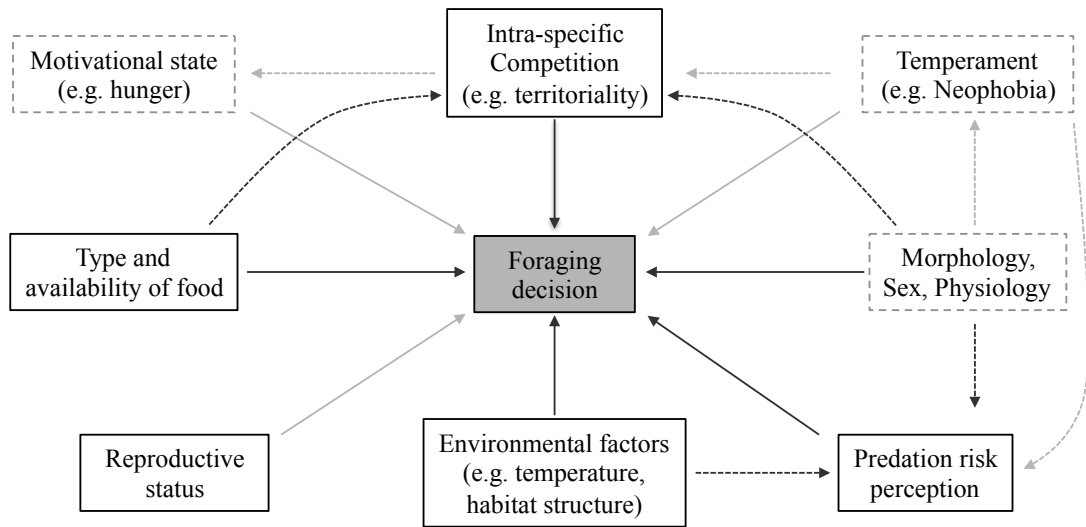 Motivational state
(e.g. hunger)
Intra-specific
Competition
(e.g. territoriality)
Temperament
(e.g. Neophobia)
Type and
availability of food
Foraging
decision
Morphology,
Sex, Physiology
Reproductive
status
Environmental factors
(e.g. temperature,
habitat structure)
Predation risk
perception